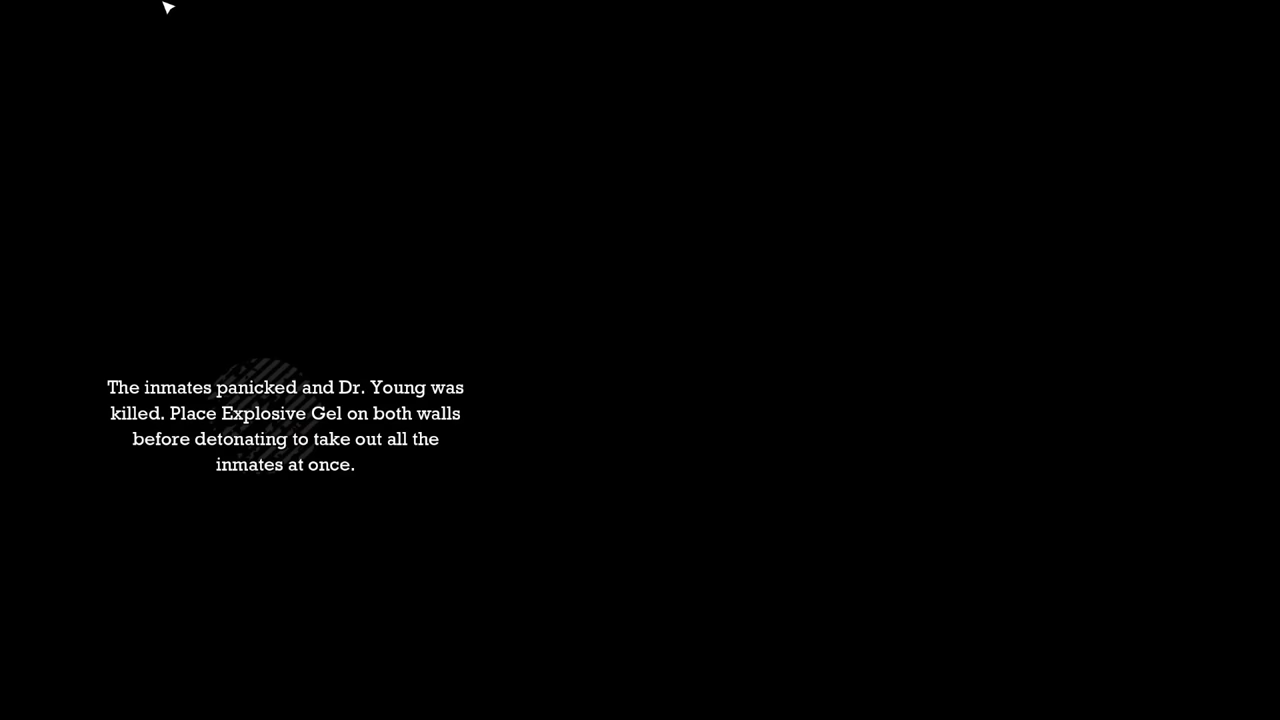 The inmates panicked and Dr. Young was
killed. Place Explosive Gel on both walls
before detonating to take out all the
inmates at once.